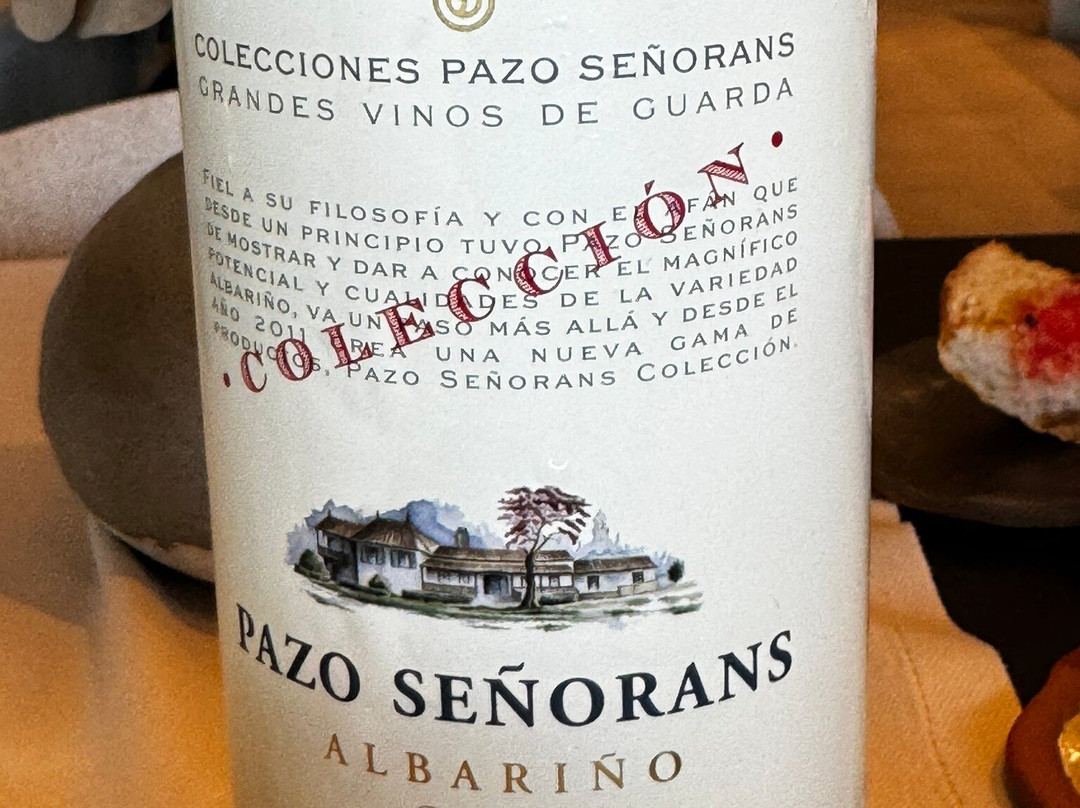 COLECCIONES PAZO SEÑORANS
GRANDES VINOS DE GUARDA
FIEL A SU FILOSOFÍA Y CON EL AFÁN QUE
DESDE UN PRINCIPIO TUVO PAZO SEÑORANS
DE MOSTRAR Y DAR A CONOCER EL MAGNÍFICO
POTENCIAL Y CUALIDADES DE LA VARIEDAD
ALBARIÑO, VA UN PASO MÁS ALLÁ Y DESDE EL
AÑO 2011 CREA UNA NUEVA GAMA DE
PRODUCTOS, PAZO SEÑORANS COLECCIÓN.
· COLECCIÓN ·
PAZO SEÑORANS
ALBARIÑO